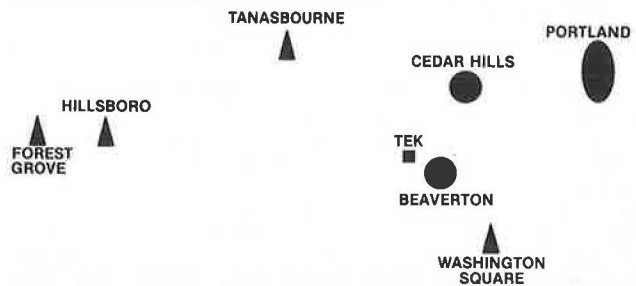 TANASBOURNE
PORTLAND
CEDAR HILLS
HILLSBORO
FOREST
GROVE
TEK
BEAVERTON
WASHINGTON
SQUARE